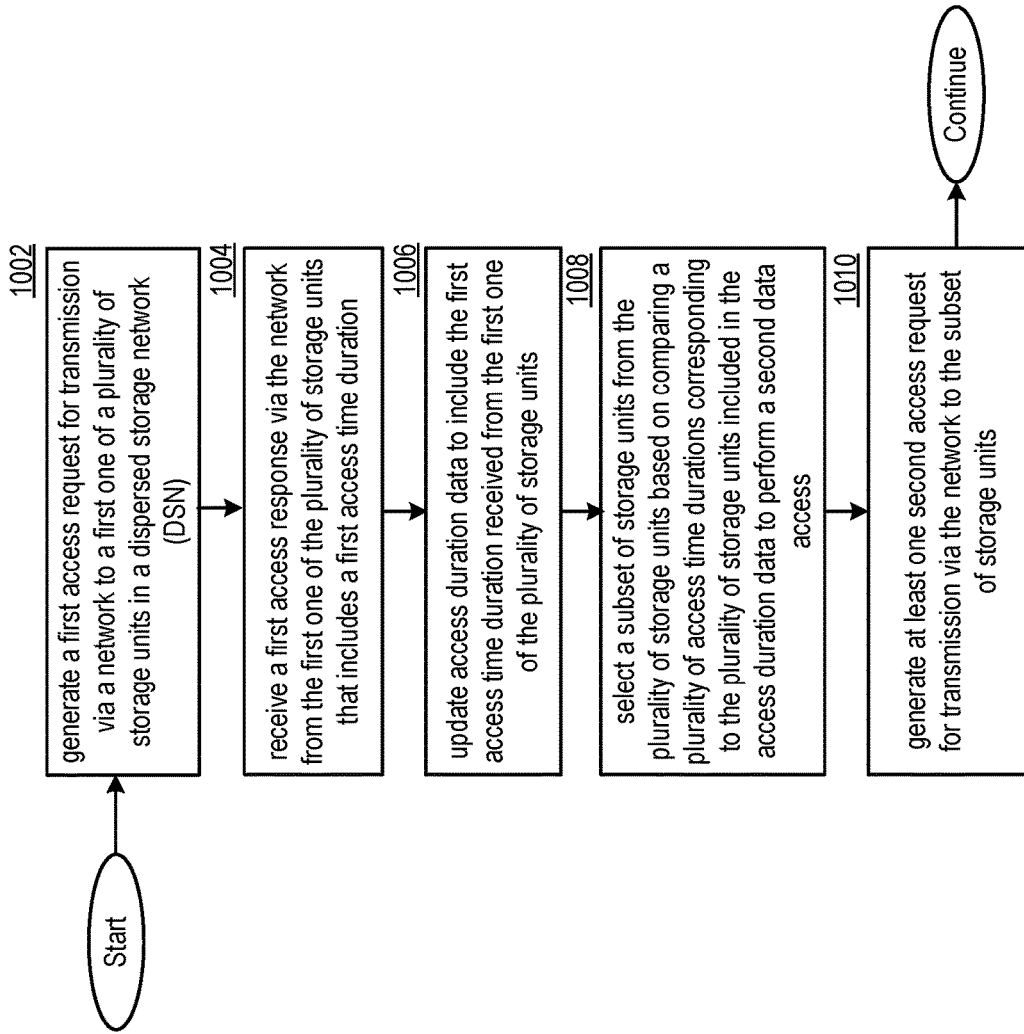 Start
1002
generate a first access request for transmission
via a network to a first one of a plurality of
storage units in a dispersed storage network
(DSN)
1004
receive a first access response via the network
from the first one of the plurality of storage units
that includes a first access time duration
1006
update access duration data to include the first
access time duration received from the first one
of the plurality of storage units
1008
select a subset of storage units from the
plurality of storage units based on comparing a
plurality of access time durations corresponding
to the plurality of storage units included in the
access duration data to perform a second data
access
1010
generate at least one second access request
for transmission via the network to the subset
of storage units
Continue